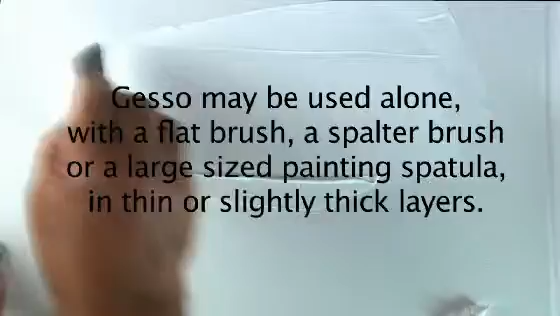 Gesso may be used alone,
with a flat brush, a spalter brush
or a large sized painting spatula,
in thin or slightly thick layers.